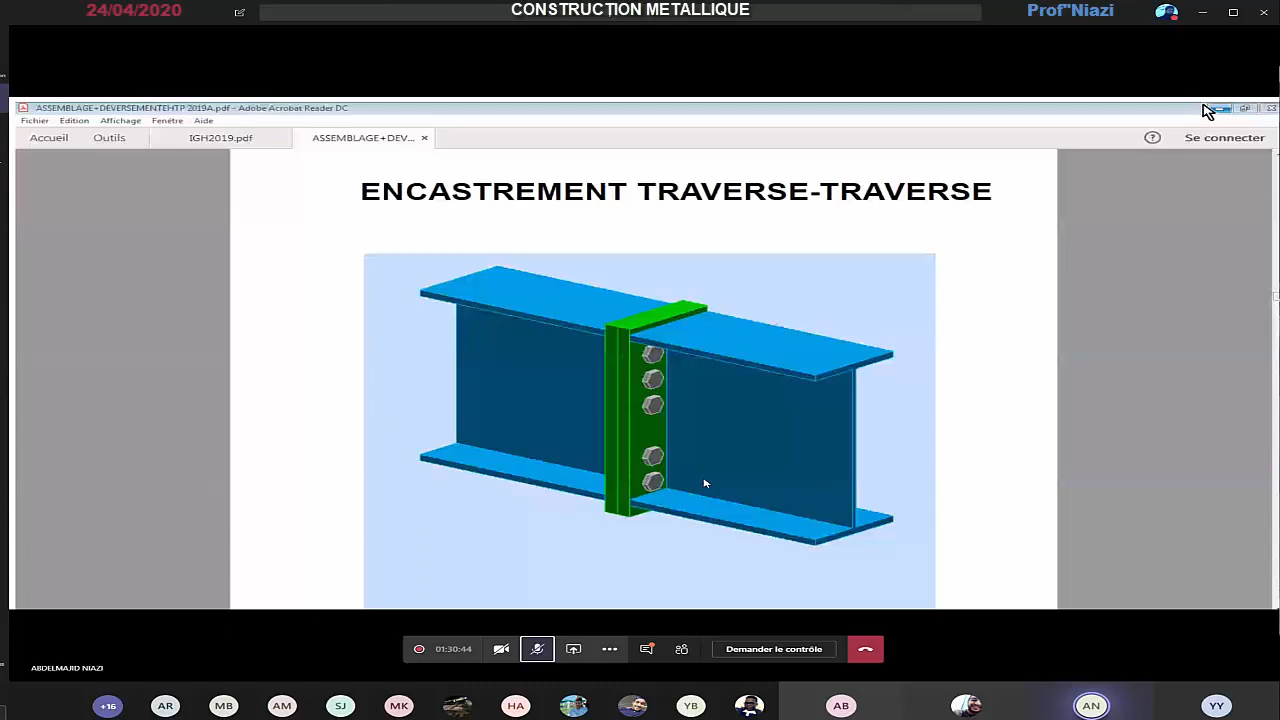 24/04/2020
CONSTRUCTION METALLIQUE
Prof"Niazi
ASSEMBLAGE+DEVERSEMENTEHTP 2019A.pdf - Adobe Acrobat Reader DC
Fichier Edition Affichage Fenêtre Aide
Accueil Outils IGH2019.pdf ASSEMBLAGE+DEV... × ? Se connecter
ENCASTREMENT TRAVERSE-TRAVERSE
01:30:44 Demander le contrôle
ABDELMAJID NIAZI
+16 AR MB AM SJ MK HA YB AB AN YY